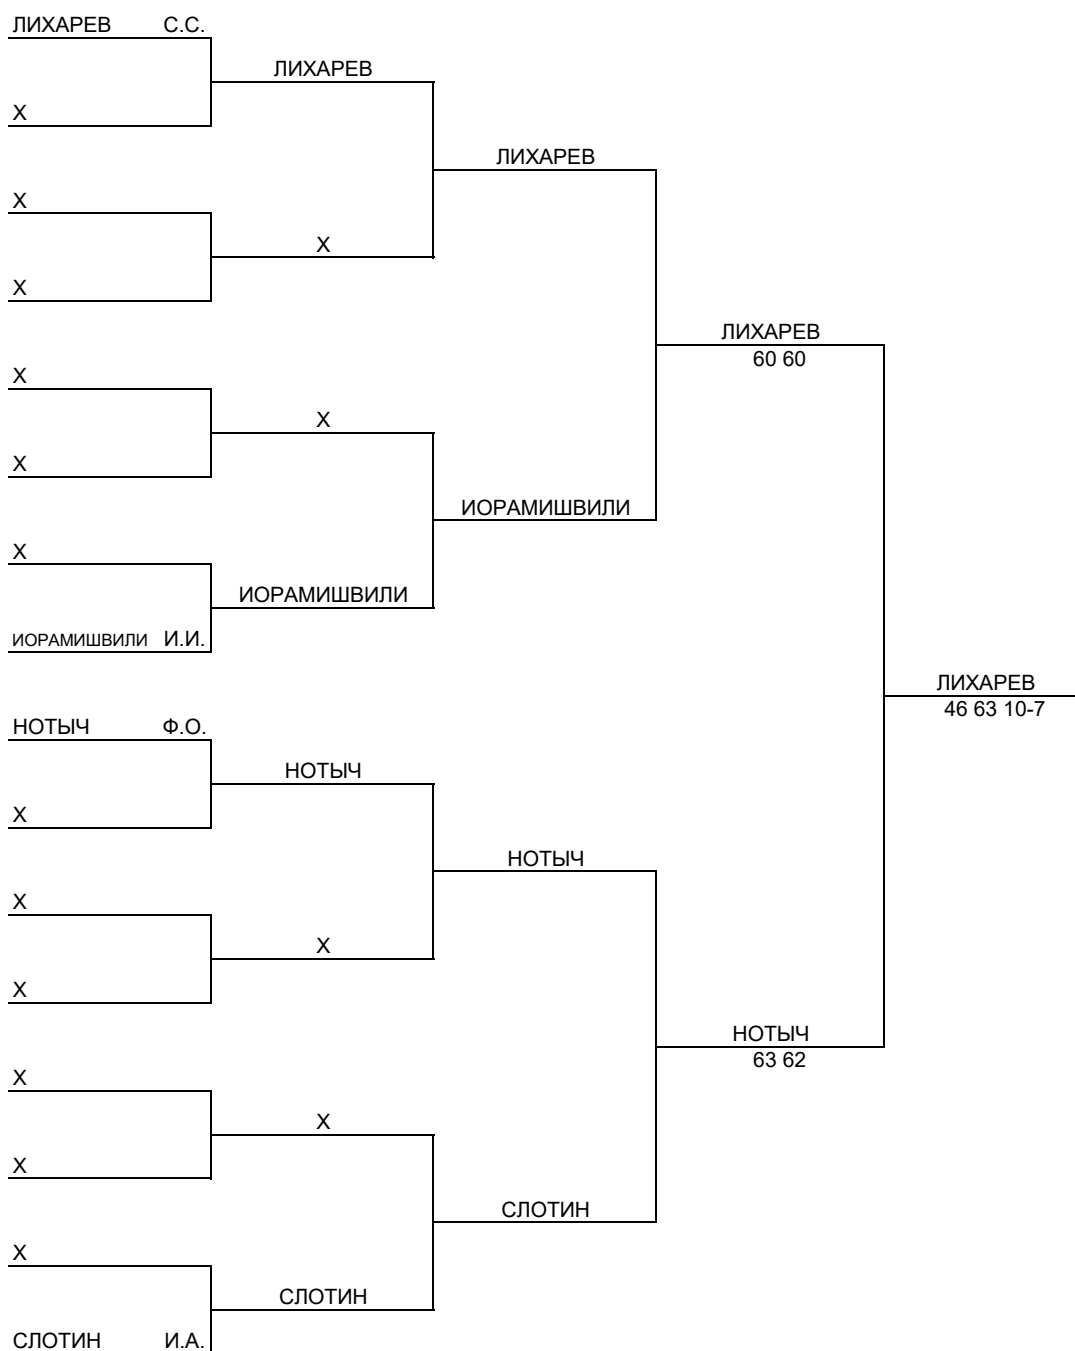 ЛИХАРЕВ С.С.
ЛИХАРЕВ
X
ЛИХАРЕВ
X
X
X
ЛИХАРЕВ
60 60
X
X
X
ИОРАМИШВИЛИ
X
ИОРАМИШВИЛИ
ИОРАМИШВИЛИ И.И.
ЛИХАРЕВ
46 63 10-7
НОТЫЧ Ф.О.
НОТЫЧ
X
НОТЫЧ
X
X
X
НОТЫЧ
63 62
X
X
X
СЛОТИН
X
СЛОТИН
СЛОТИН И.А.